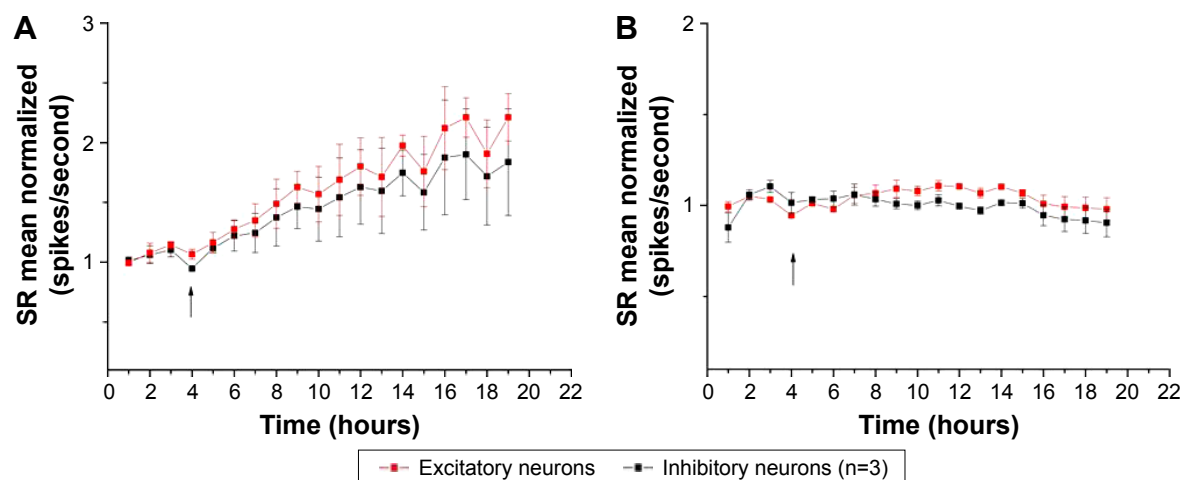 A
SR mean normalized
(spikes/second)
3
2
1
0 2 4 6 8 10 12 14 16 18 20 22
Time (hours)
B
SR mean normalized
(spikes/second)
2
1
0 2 4 6 8 10 12 14 16 18 20 22
Time (hours)
Excitatory neurons
Inhibitory neurons (n=3)